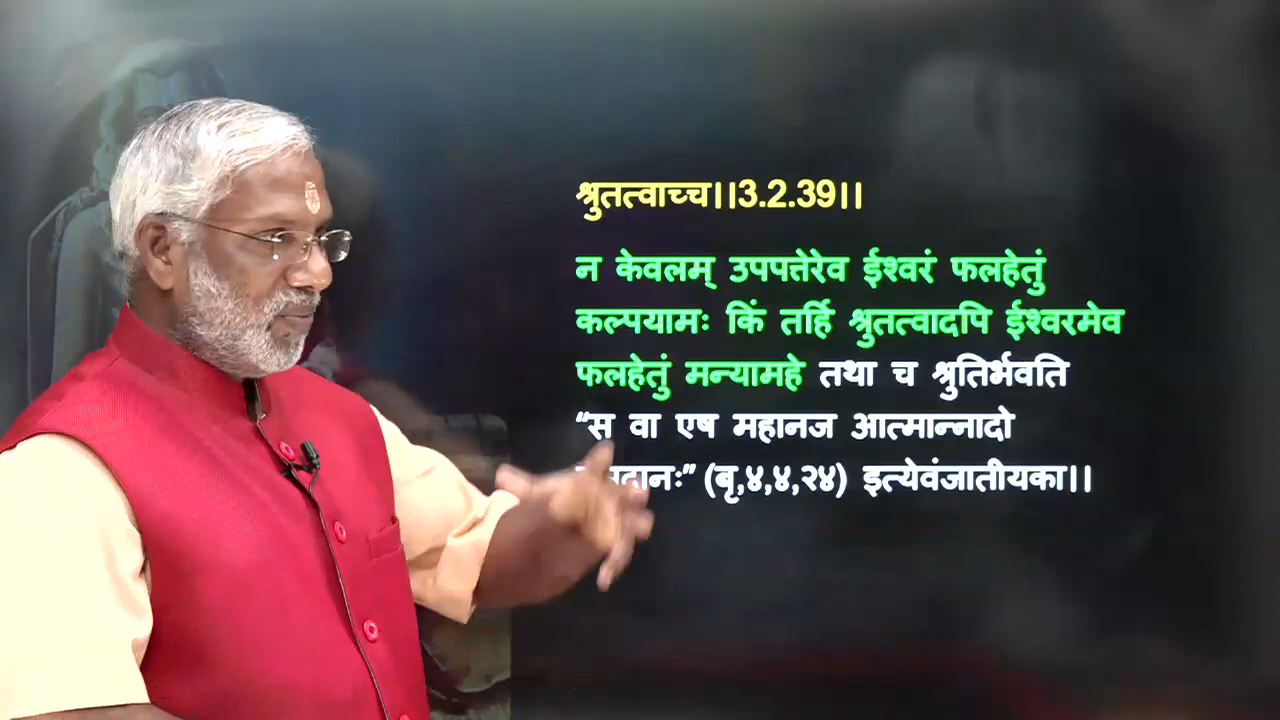 श्रुतत्वाच्च।।3.2.39।।
न केवलम् उपपत्तेरेव ईश्वरं फलहेतुं
कल्पयामः किं तर्हि श्रुतत्वादपि ईश्वरमेव
फलहेतुं मन्यामहे तथा च श्रुतिर्भवति
“स वा एष महानज आत्मान्नादो
(बृ,४,४,२४) इत्येवंजातीयका।।